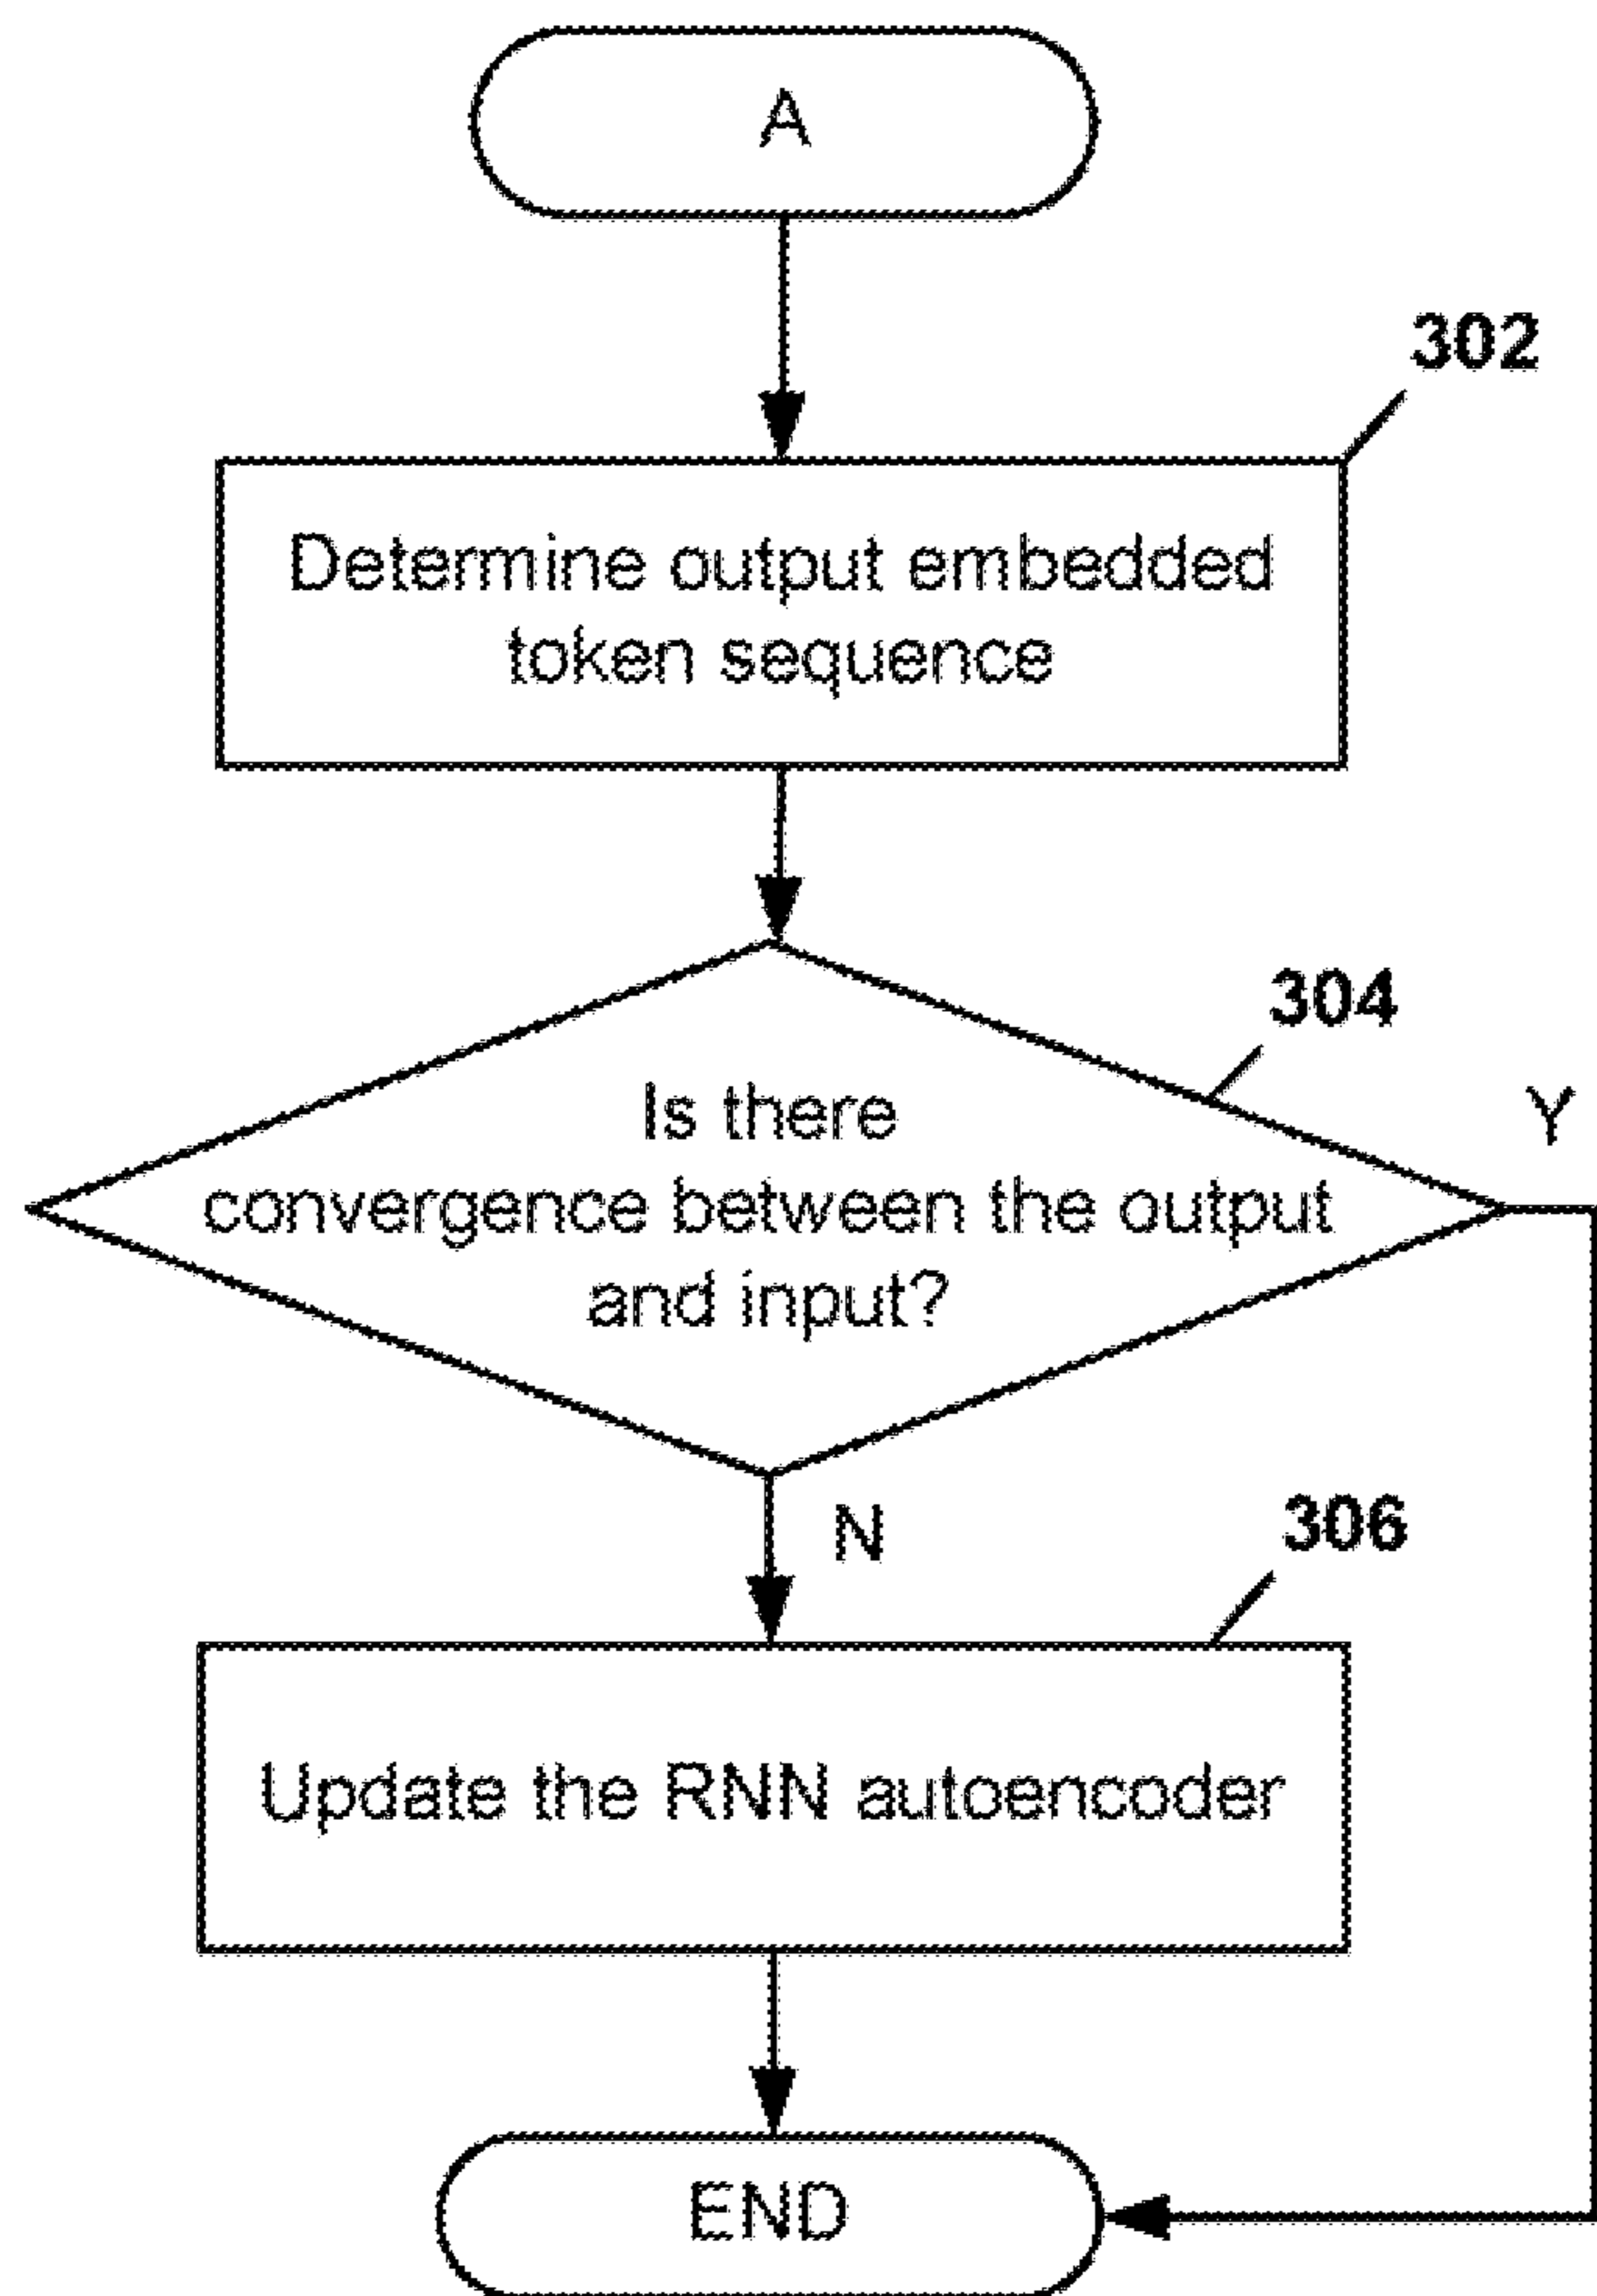 A
302
Determine output embedded
token sequence
304
Is there
convergence between the output
and input?
Y
N
306
Update the RNN autoencoder
END